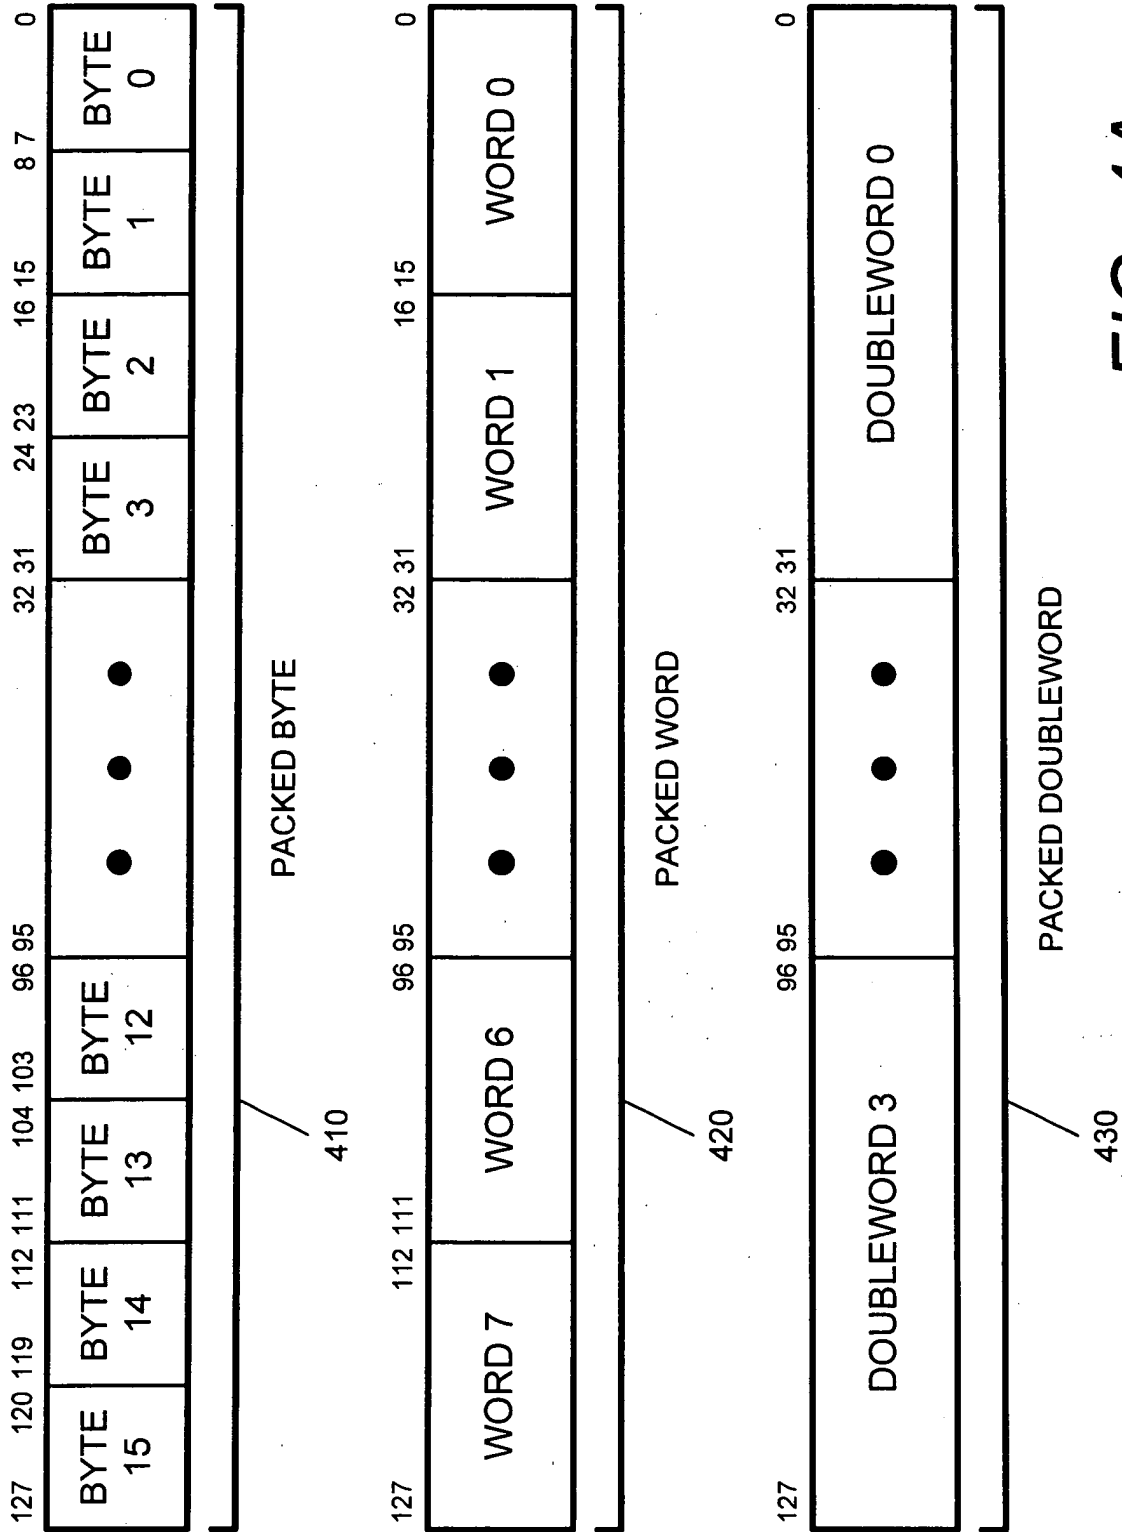 127 120 119 112 111 104 103 96 95 32 31 24 23 16 15 8 7 0
BYTE 15 BYTE 14 BYTE 13 BYTE 12 BYTE 3 BYTE 2 BYTE 1 BYTE 0
PACKED BYTE
410
127 112 111 96 95 32 31 16 15 0
WORD 7 WORD 6 WORD 1 WORD 0
PACKED WORD
420
127 96 95 32 31 0
DOUBLEWORD 3 DOUBLEWORD 0
PACKED DOUBLEWORD
430
FIG. 4A